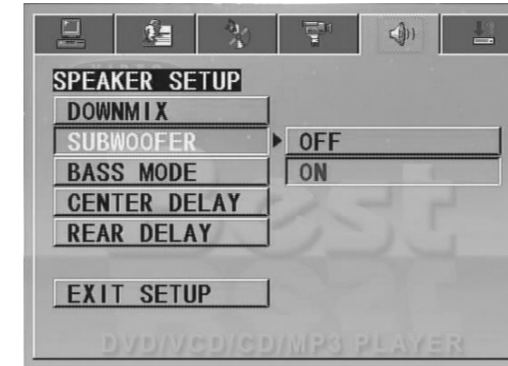 SPEAKER SETUP
DOWNMIX
SUBWOOFER OFF
BASS MODE ON
CENTER DELAY
REAR DELAY
EXIT SETUP
DVD/VCD/CD/MP3 PLAYER